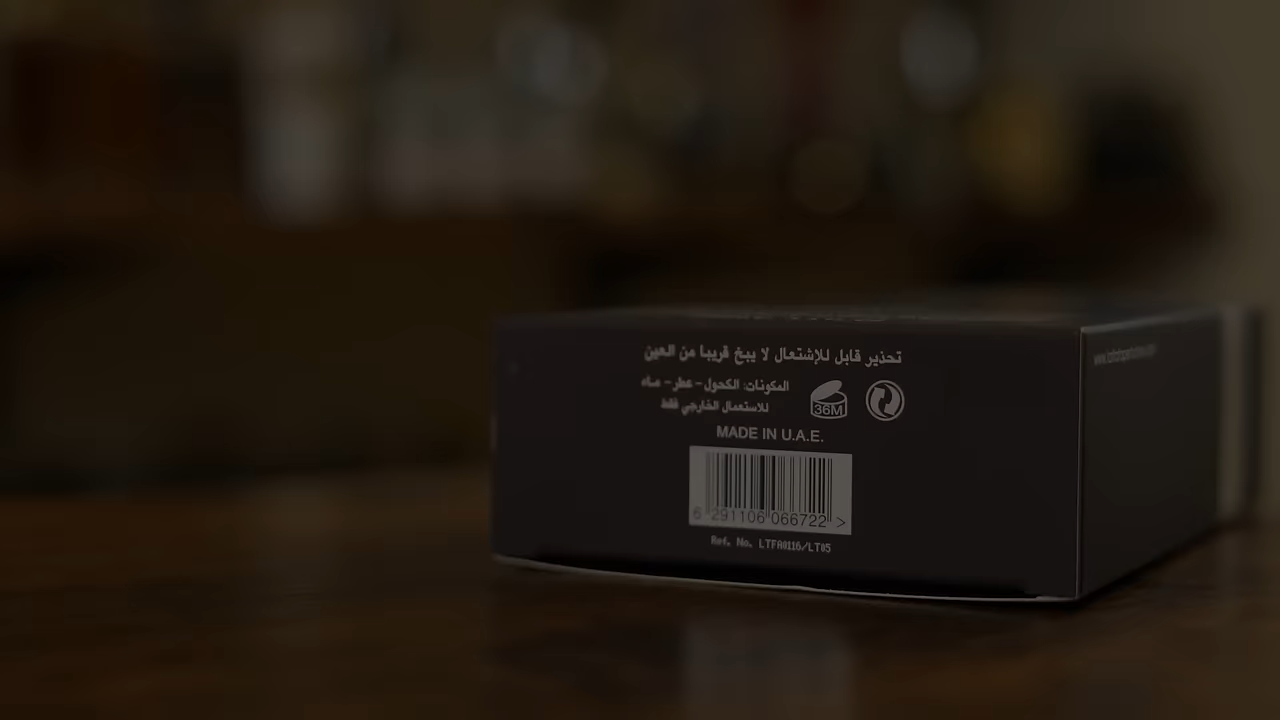 تحذير قابل للإشتعال لا يبخ قريبا من العين
المكونات: الكحول - عطر - ماء
للاستعمال الخارجي فقط
36M
MADE IN U.A.E.
6 291106 066722 >
Ref. No. LTFA0116/LT05